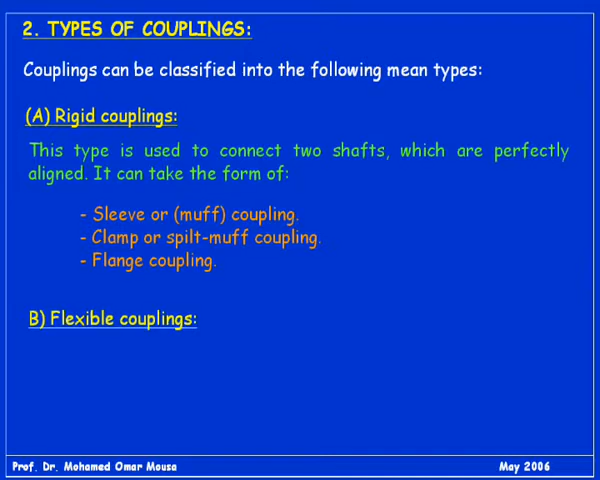 2. TYPES OF COUPLINGS:
Couplings can be classified into the following mean types:
(A) Rigid couplings:
This type is used to connect two shafts, which are perfectly
aligned. It can take the form of:
- Sleeve or (muff) coupling.
- Clamp or spilt-muff coupling.
- Flange coupling.
B) Flexible couplings:
Prof. Dr. Mohamed Omar Mousa
May 2006